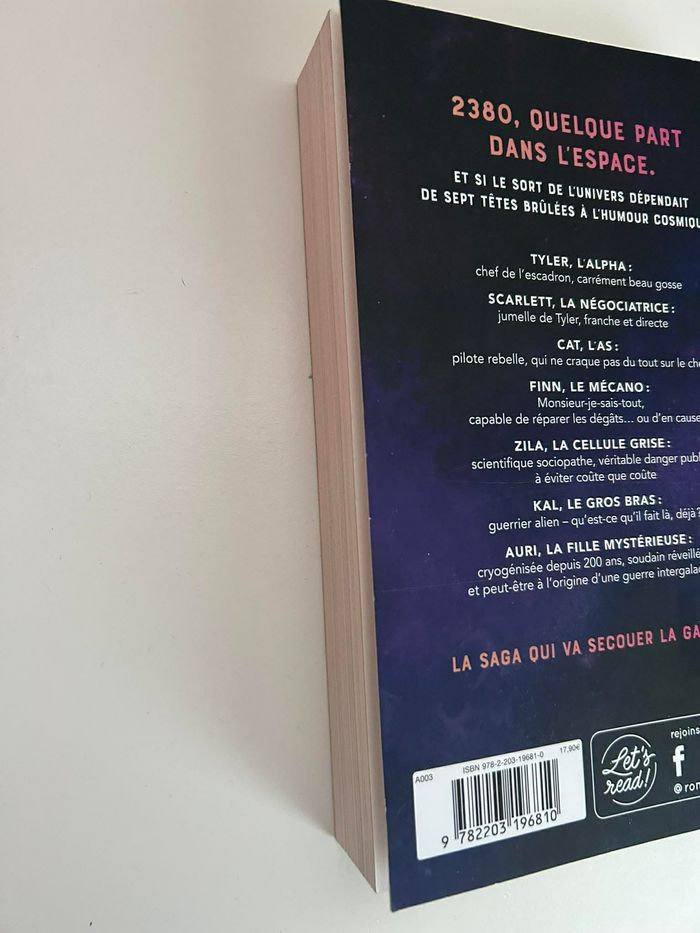 2380, QUELQUE PART
DANS L'ESPACE.
ET SI LE SORT DE L'UNIVERS DÉPENDAIT
DE SEPT TÊTES BRÛLÉES À L'HUMOUR
TYLER, L'ALPHA :
chef de l'escadron, carrément beau gosse
SCARLETT, LA NÉGOCIATRICE :
jumelle de Tyler, franche et directe
CAT, L'AS :
pilote rebelle, qui ne craque pas du tout sur le
FINN, LE MÉCANO :
Monsieur-je-sais-tout,
capable de réparer les dégâts... ou d'en
ZILA, LA CELLULE GRISE :
scientifique sociopathe, véritable danger
à éviter coûte que coûte
KAL, LE GROS BRAS :
guerrier alien – qu'est-ce qu'il fait là, déjà ?
AURI, LA FILLE MYSTÉRIEUSE :
cryogénisée depuis 200 ans, soudain
et peut-être à l'origine d'une guerre
LA SAGA QUI VA SECOUER LA
A003
ISBN 978-2-203-19681-0
17,90€
9 782203 196810
Let's
read!
rejoins
f